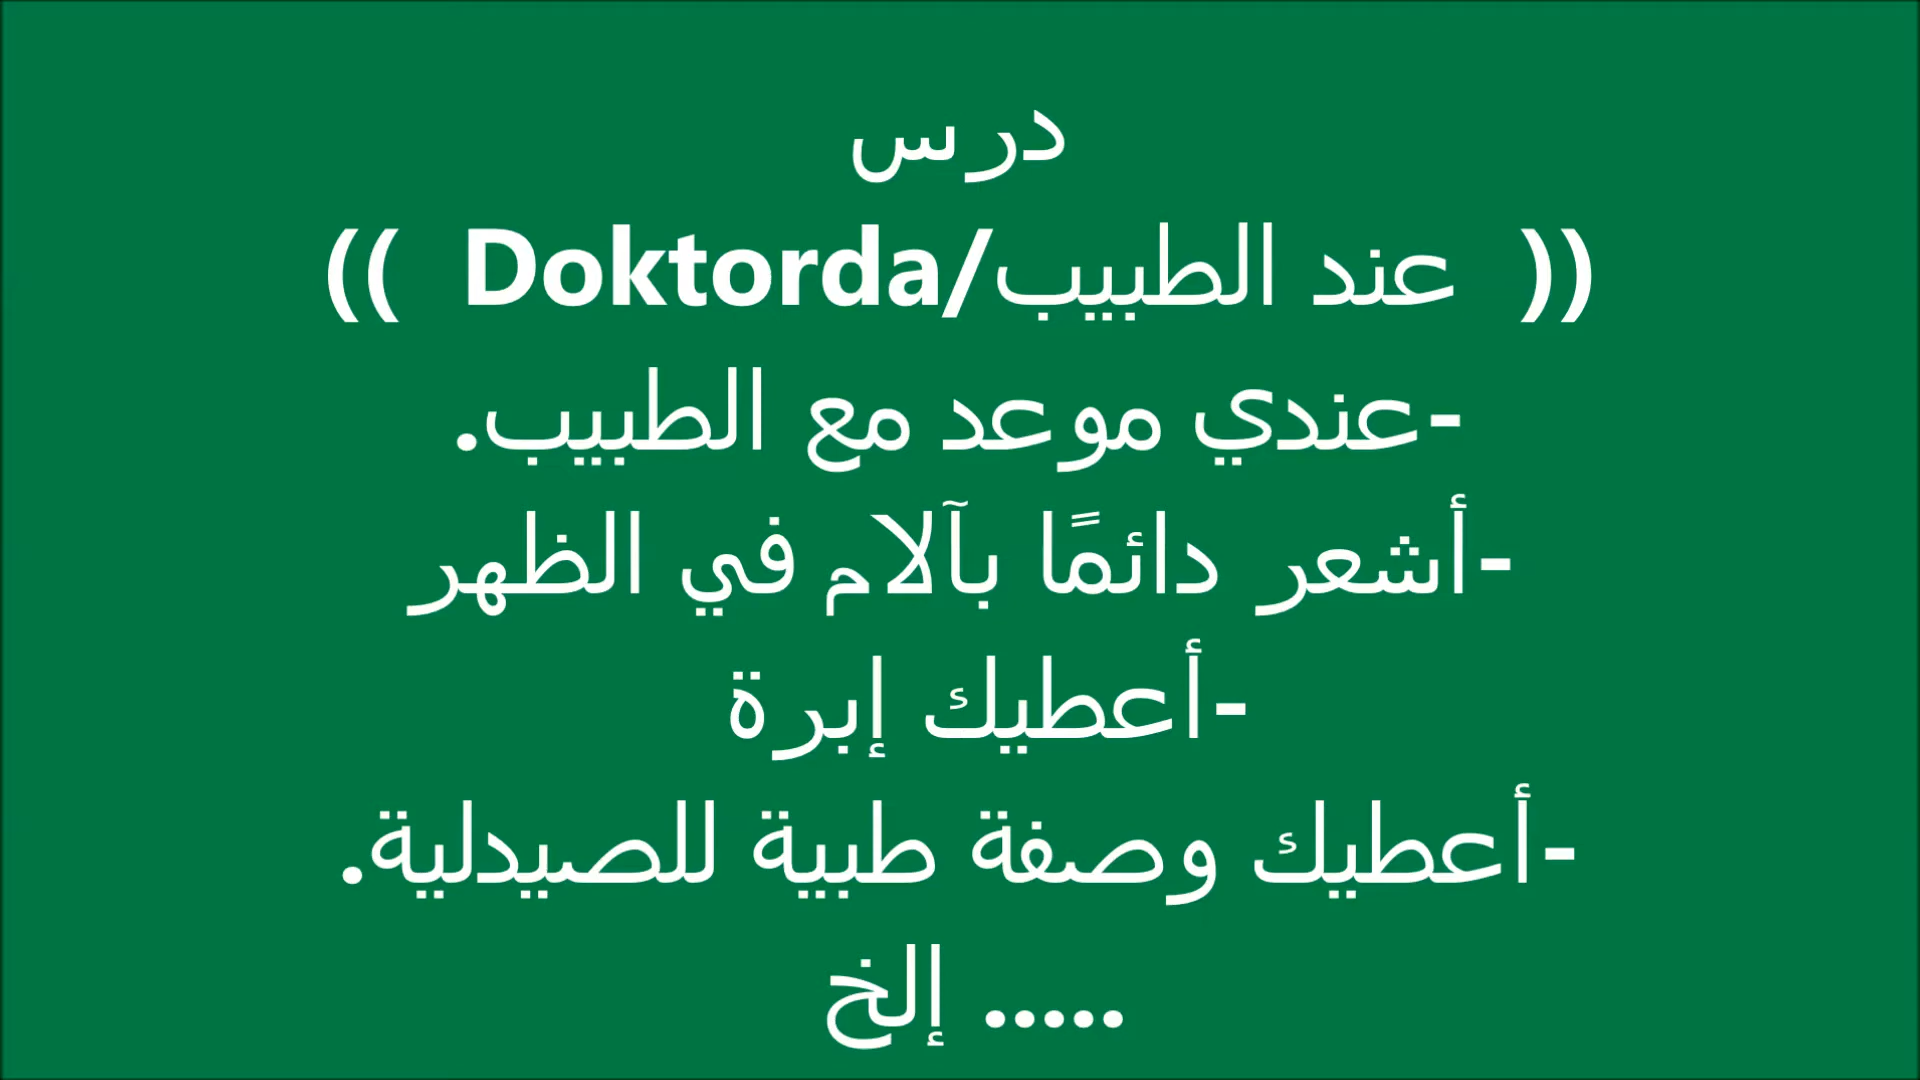 درس
(( عند الطبيب/Doktorda ))
-عندي موعد مع الطبيب.
-أشعر دائمًا بآلام في الظهر
-أعطيك إبرة
-أعطيك وصفة طبية للصيدلية.
..... إلخ